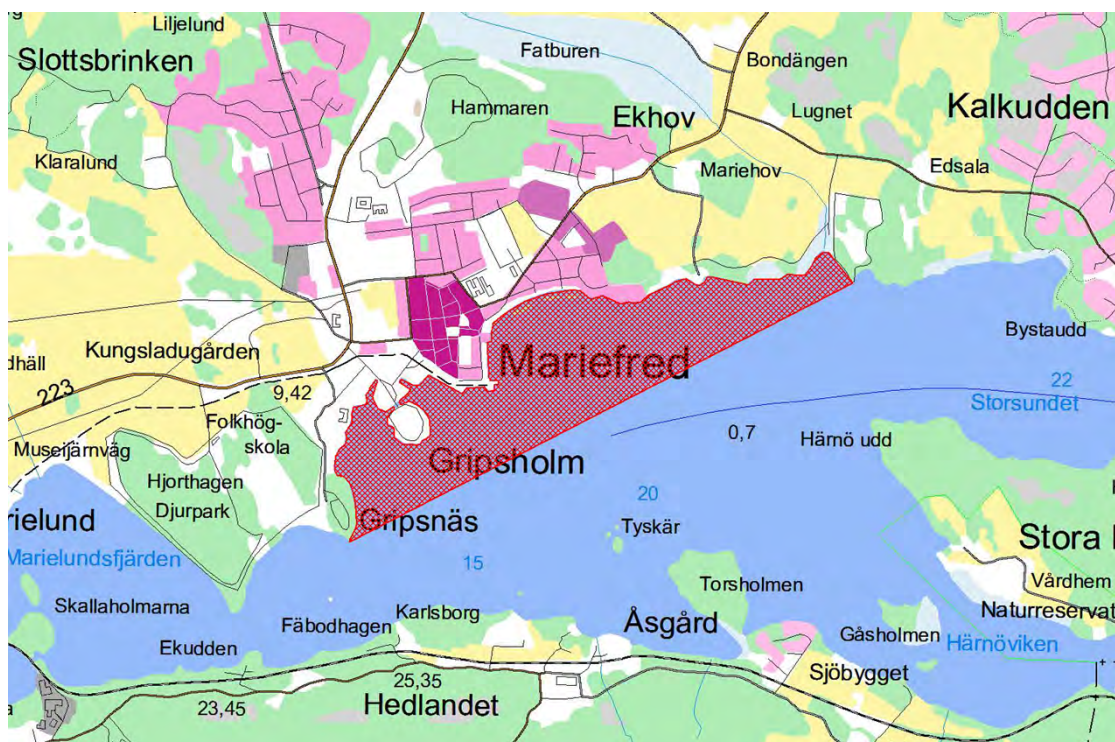 Liljelund
Slottsbrinken
Fatburen
Bondängen
Hammaren
Ekhov
Lugnet
Kalkudden
Klaralund
Mariehov
Edsala
Bystaudd
Kungsladugården
dhäll
Mariefred
223
9,42
22
Storsundet
Folkhög-
skola
0,7
Härnö udd
Museijärnväg
Gripsholm
Hjorthagen
Djurpark
20
rielund
Gripsnäs
Tyskär
Stora
Marielundsfjärden
15
Torsholmen
Vårdhem
Skallaholmarna
Karlsborg
Naturreservat
Fäbodhagen
Åsgård
Gåsholmen
Härnöviken
Ekudden
Sjöbygget
25,35
Hedlandet
23,45